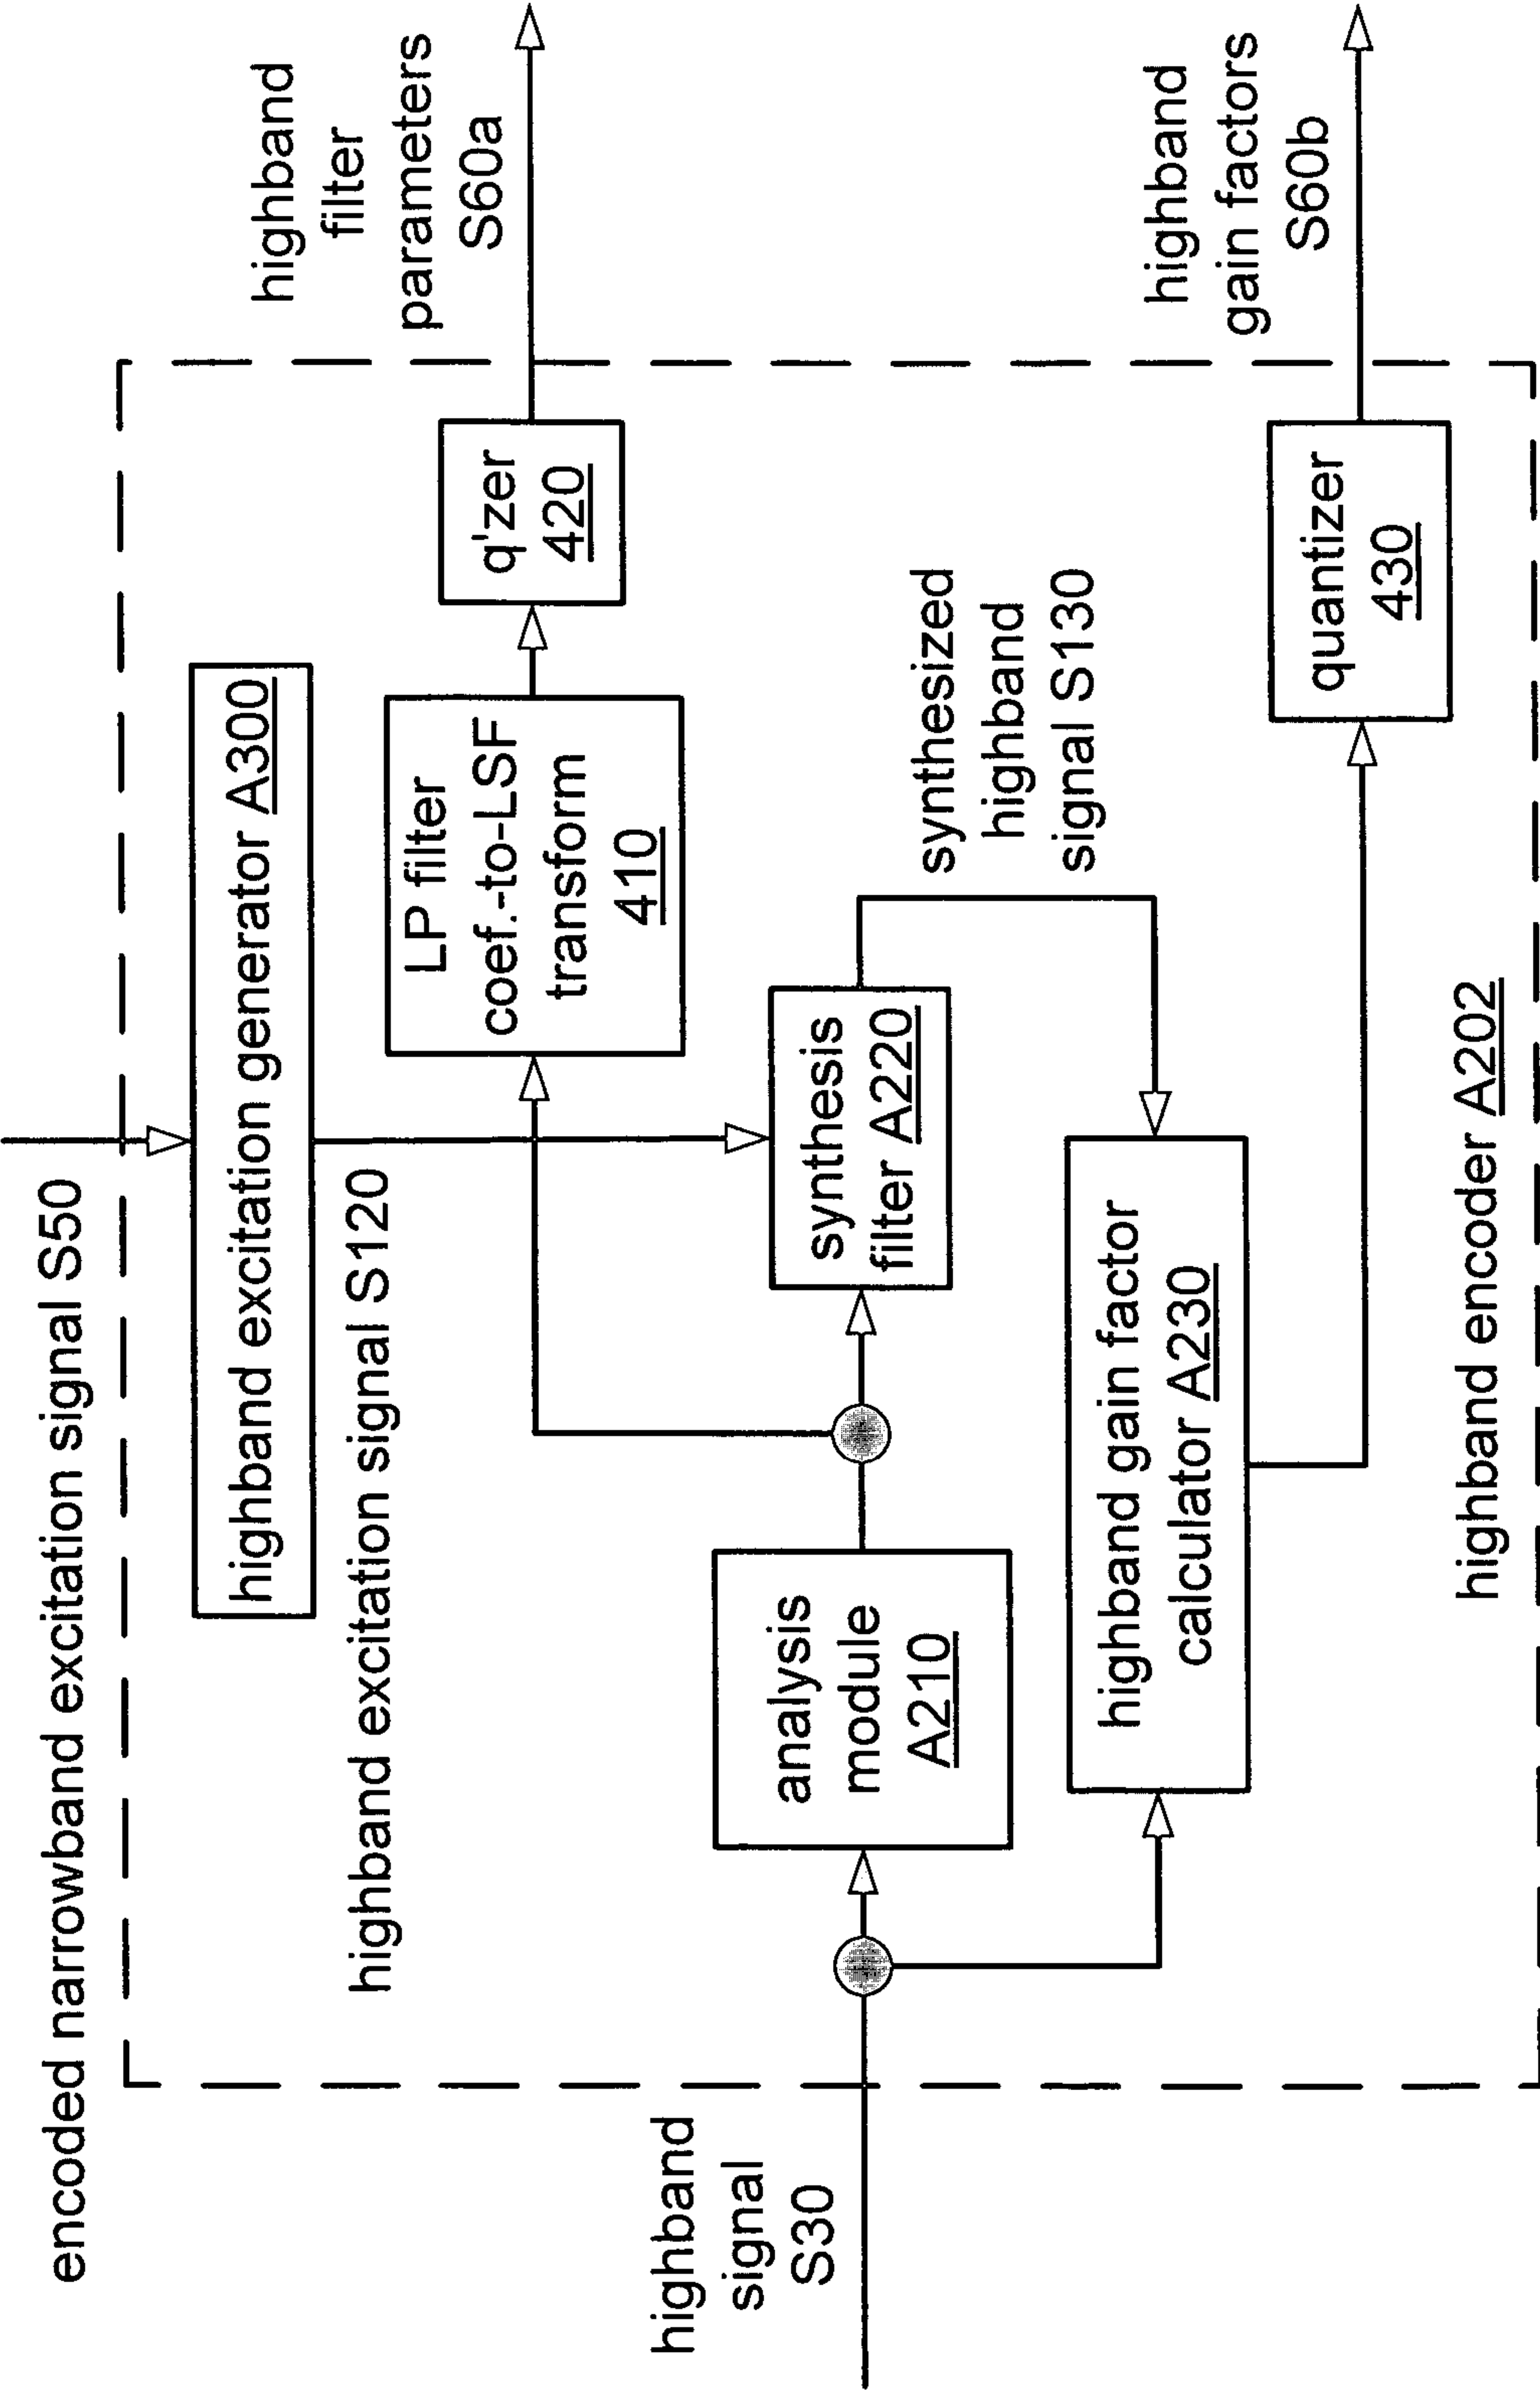 encoded narrowband excitation signal S50
highband excitation generator A300
highband excitation signal S120
LP filter
coef.-to-LSF
transform
410
q'zer
420
highband
filter
parameters
S60a
highband
signal
S30
analysis
module
A210
synthesis
filter A220
synthesized
highband
signal S130
highband gain factor
calculator A230
quantizer
430
highband
gain factors
S60b
highband encoder A202